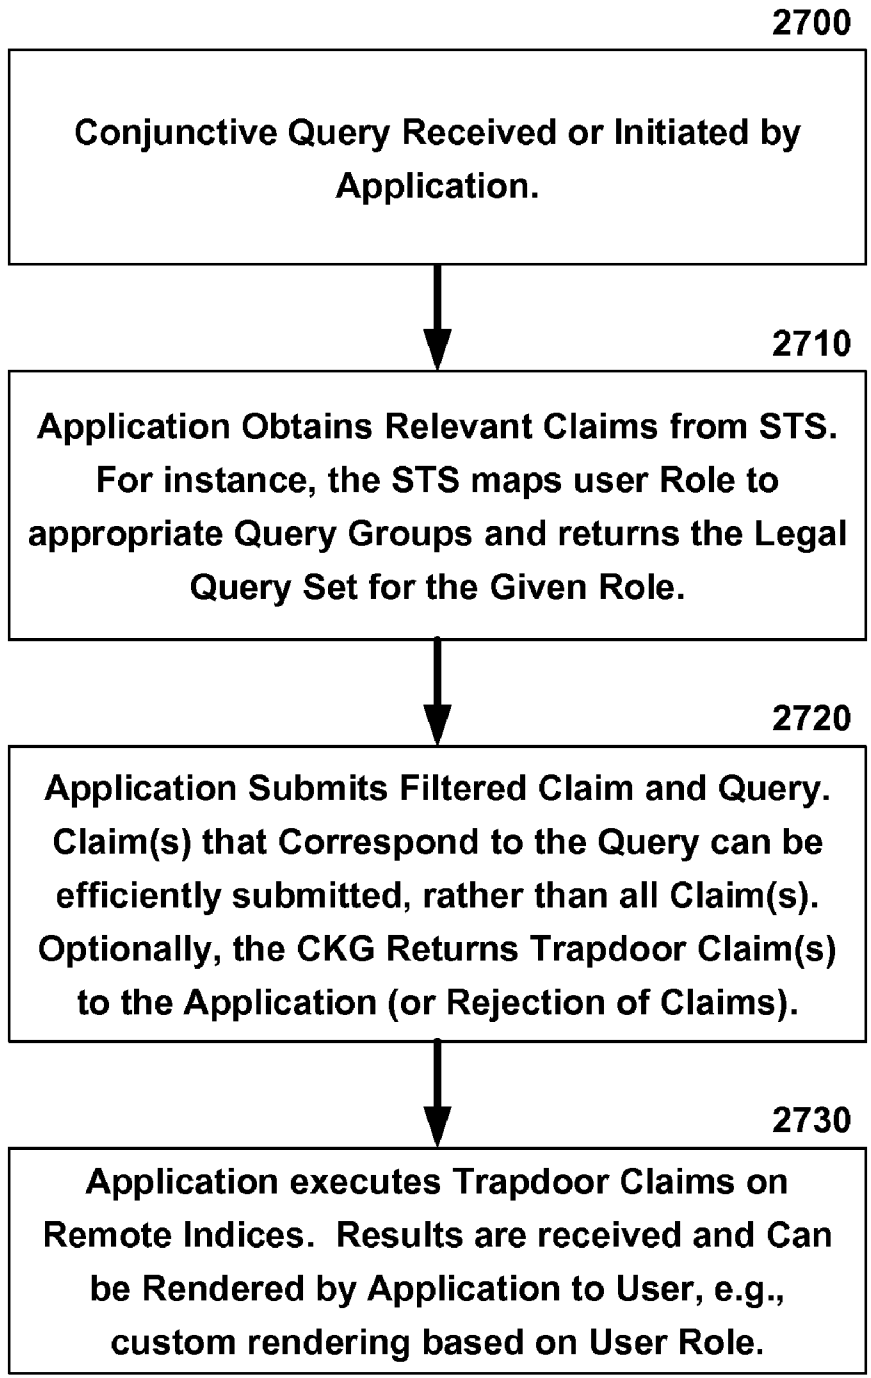 2700
Conjunctive Query Received or Initiated by
Application.
2710
Application Obtains Relevant Claims from STS.
For instance, the STS maps user Role to
appropriate Query Groups and returns the Legal
Query Set for the Given Role.
2720
Application Submits Filtered Claim and Query.
Claim(s) that Correspond to the Query can be
efficiently submitted, rather than all Claim(s).
Optionally, the CKG Returns Trapdoor Claim(s)
to the Application (or Rejection of Claims).
2730
Application executes Trapdoor Claims on
Remote Indices.  Results are received and Can
be Rendered by Application to User, e.g.,
custom rendering based on User Role.